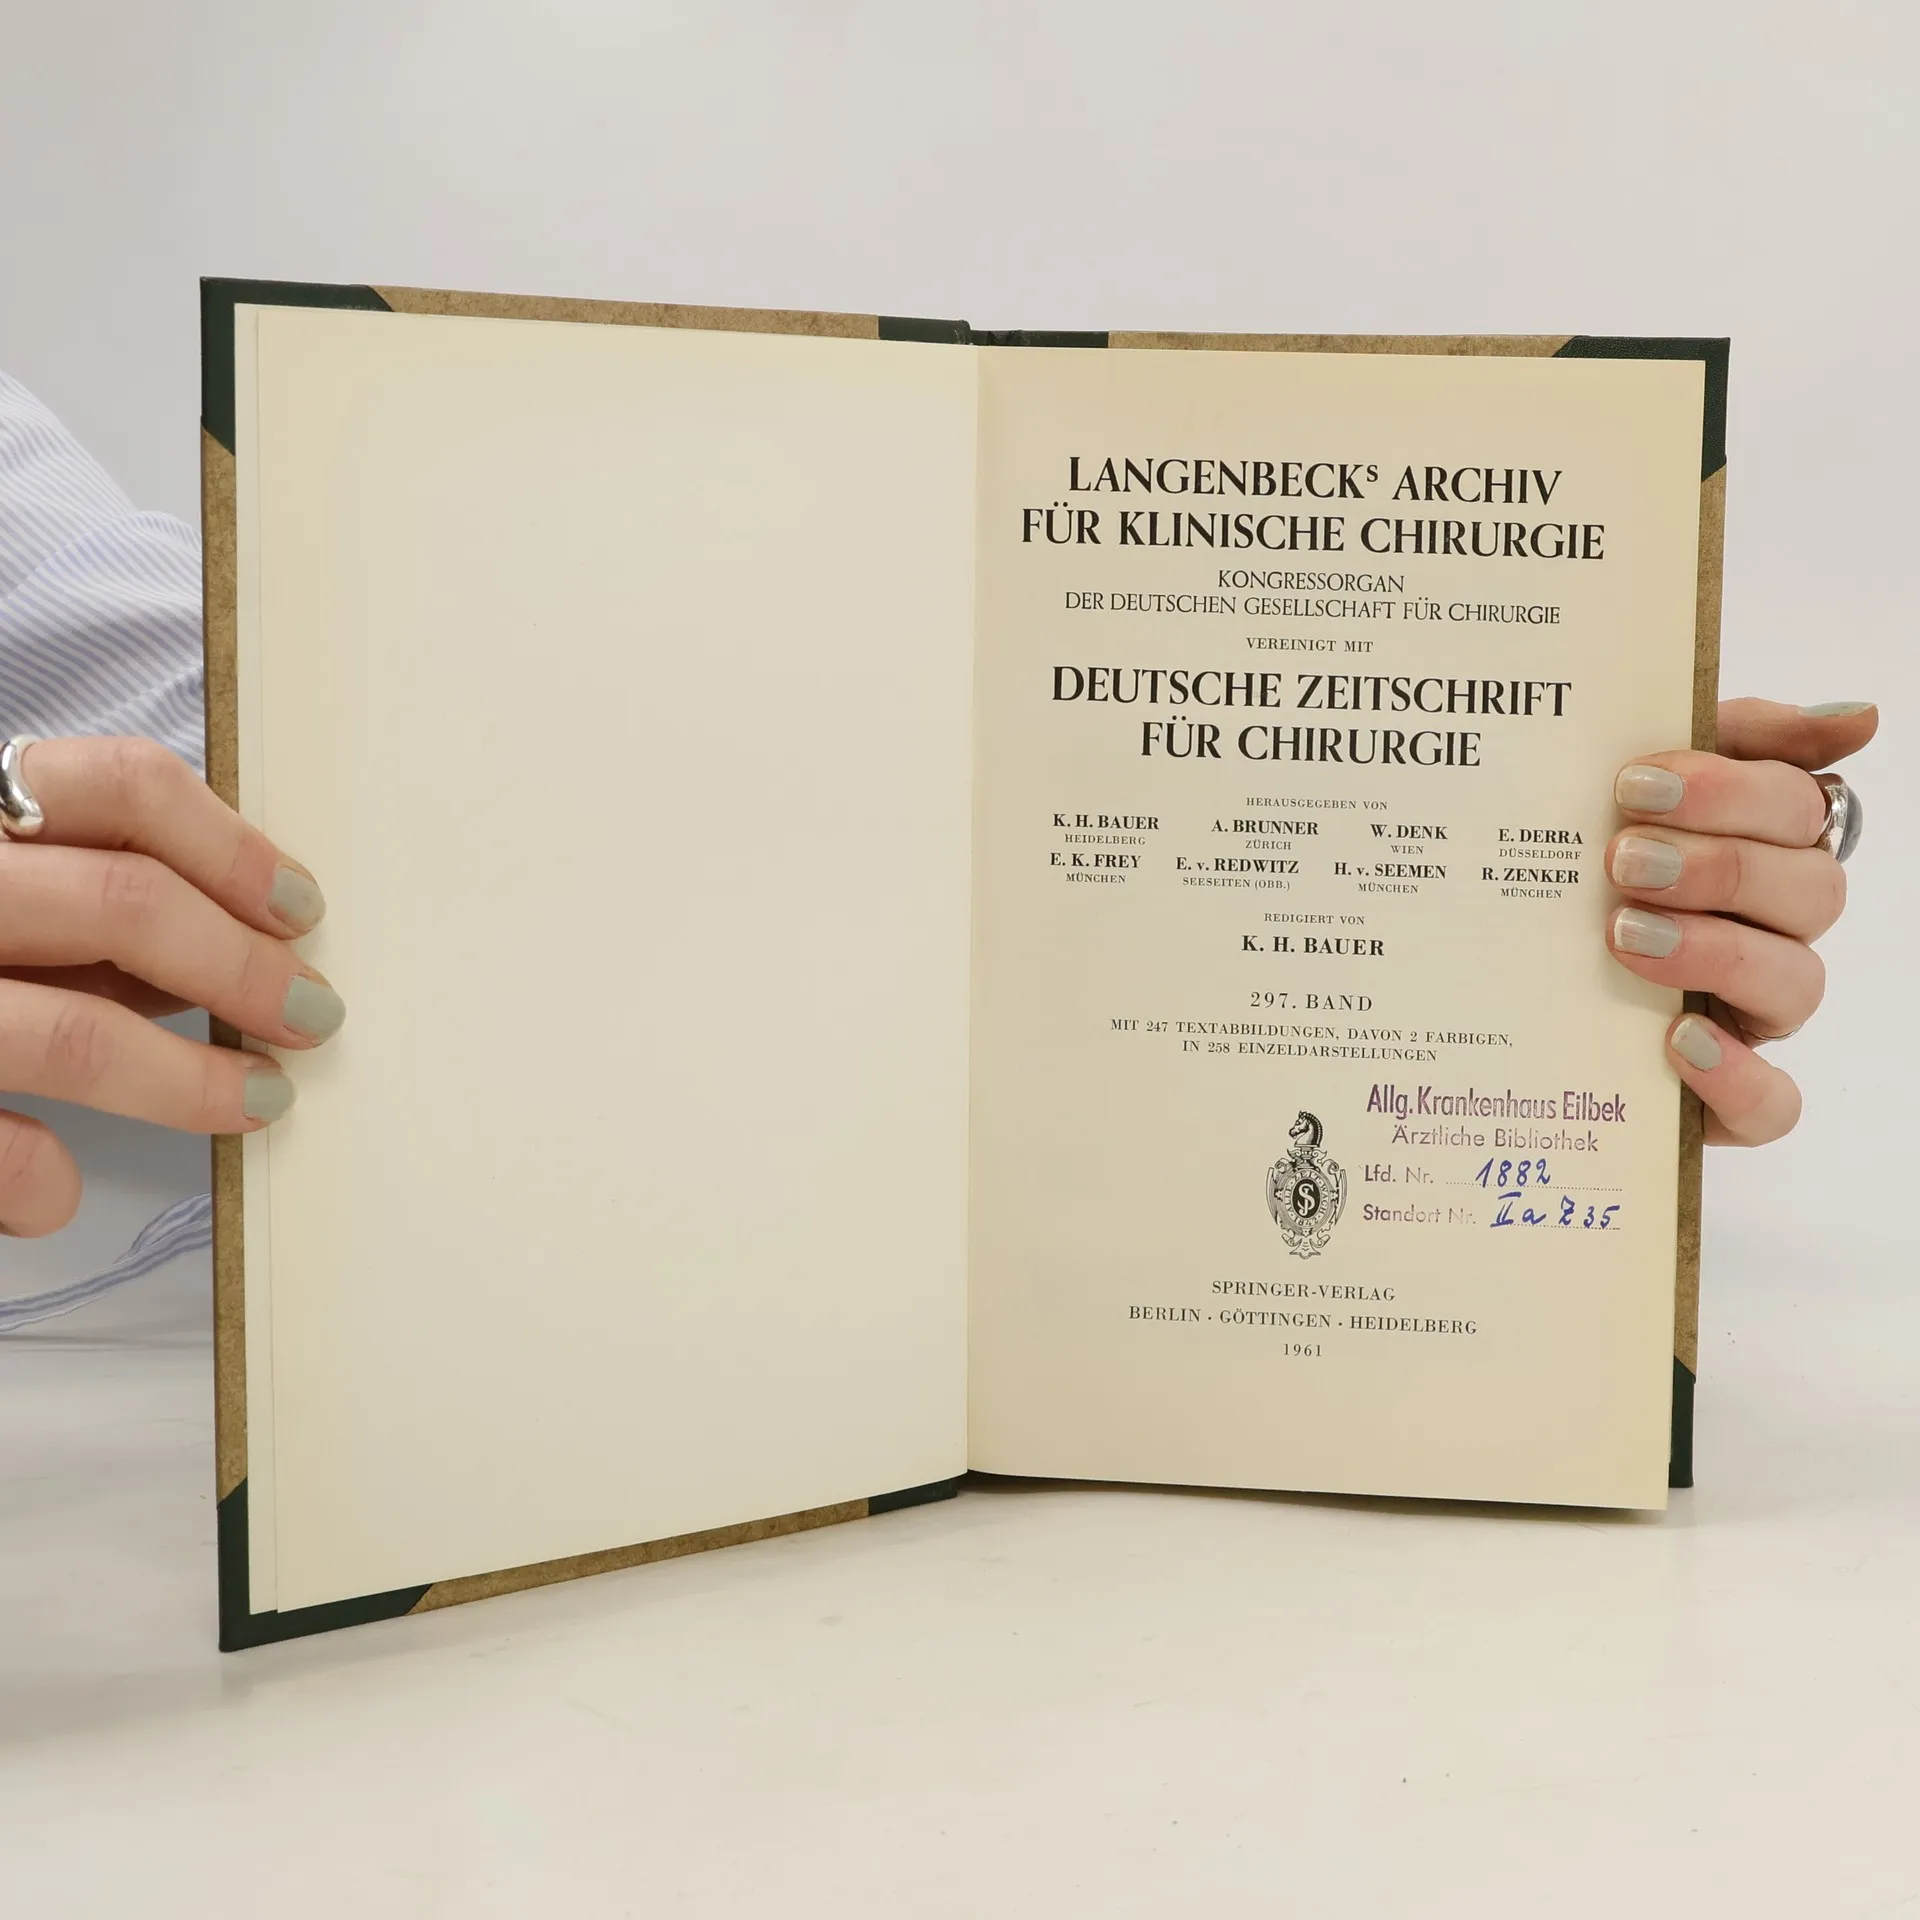 LANGENBECKS ARCHIV
FÜR KLINISCHE CHIRURGIE
KONGRESSORGAN
DER DEUTSCHEN GESELLSCHAFT FÜR CHIRURGIE
VEREINIGT MIT
DEUTSCHE ZEITSCHRIFT
FÜR CHIRURGIE
HERAUSGEGEBEN VON
K. H. BAUER A. BRUNNER W. DENK E. DERRA
HEIDELBERG ZÜRICH WIEN DÜSSELDORF
E. K. FREY E. v. REDWITZ H. v. SEEMEN R. ZENKER
MÜNCHEN SEESEITEN (OBB.) MÜNCHEN MÜNCHEN
REDIGIERT VON
K. H. BAUER
297. BAND
MIT 247 TEXTABBILDUNGEN, DAVON 2 FARBIGEN,
IN 258 EINZELDARSTELLUNGEN
Allg. Krankenhaus Eilbek
Ärztliche Bibliothek
Lfd. Nr. 1882
Standort Nr. II a Z 35
SPRINGER-VERLAG
BERLIN · GÖTTINGEN · HEIDELBERG
1961